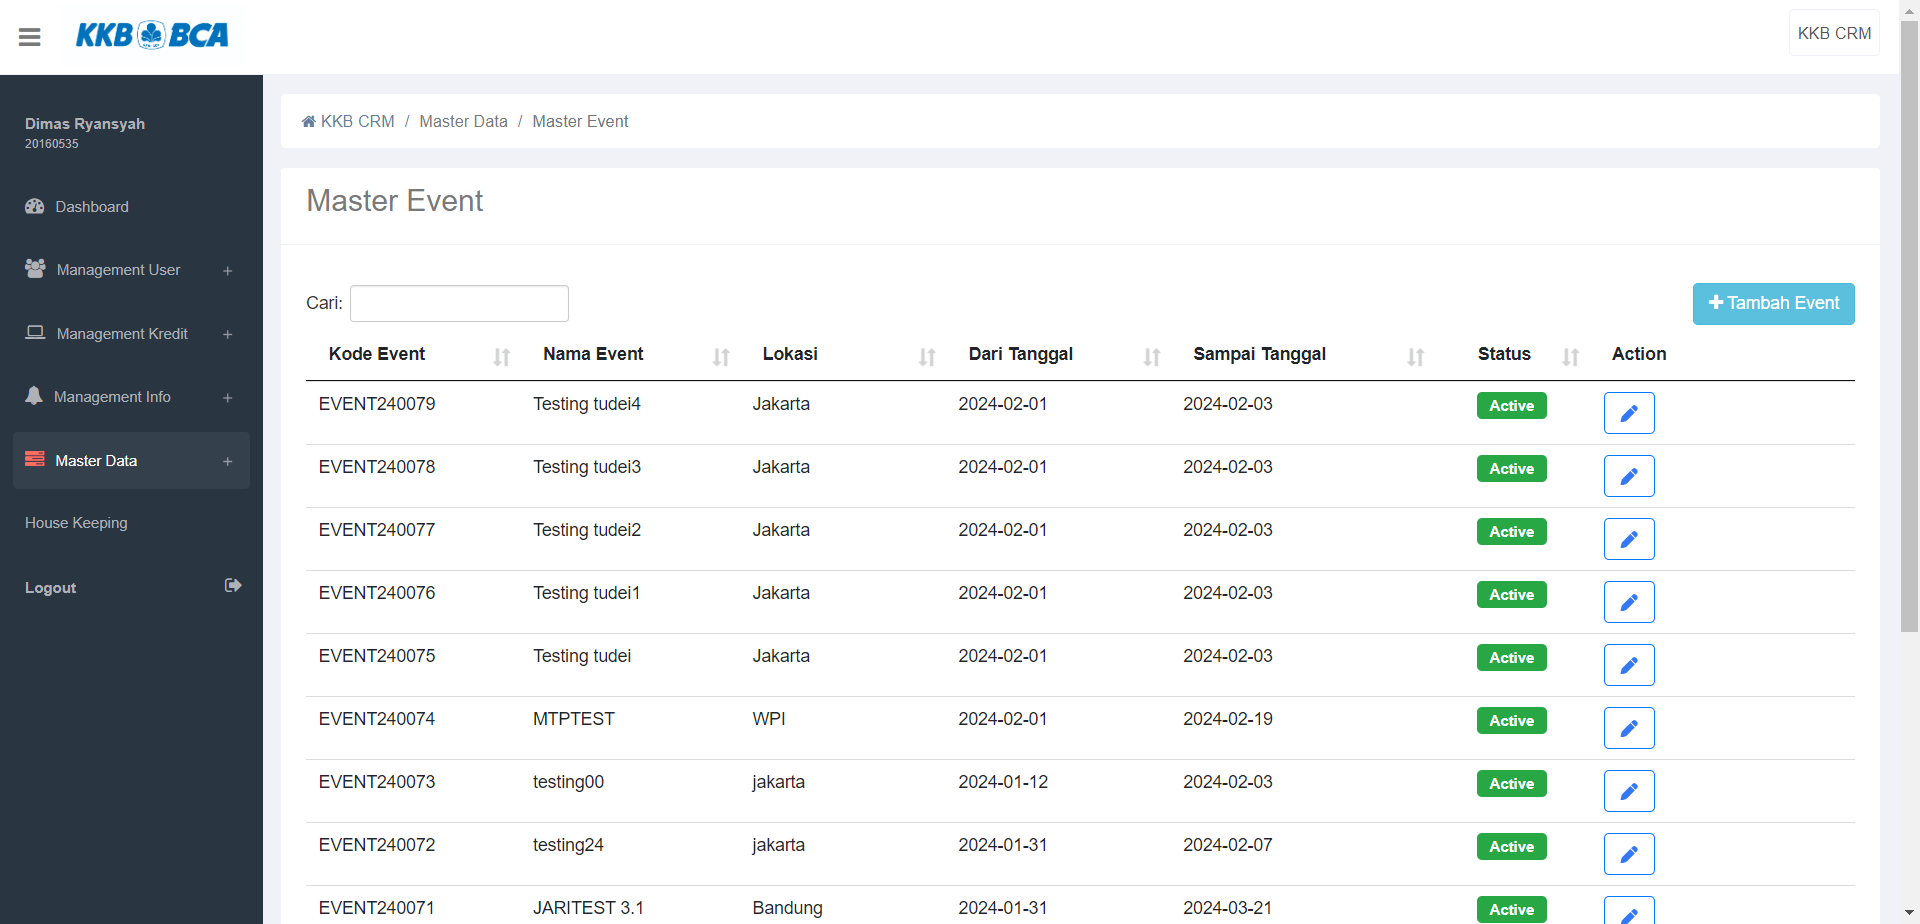 KKB BCA
KKB CRM
Dimas Ryansyah
20160535
Dashboard
Management User +
Management Kredit +
Management Info +
Master Data +
House Keeping
Logout
KKB CRM / Master Data / Master Event
Master Event
Cari:
Tambah Event
Kode Event Nama Event Lokasi Dari Tanggal Sampai Tanggal Status Action
EVENT240079 Testing tudei4 Jakarta 2024-02-01 2024-02-03 Active
EVENT240078 Testing tudei3 Jakarta 2024-02-01 2024-02-03 Active
EVENT240077 Testing tudei2 Jakarta 2024-02-01 2024-02-03 Active
EVENT240076 Testing tudei1 Jakarta 2024-02-01 2024-02-03 Active
EVENT240075 Testing tudei Jakarta 2024-02-01 2024-02-03 Active
EVENT240074 MTPTEST WPI 2024-02-01 2024-02-19 Active
EVENT240073 testing00 jakarta 2024-01-12 2024-02-03 Active
EVENT240072 testing24 jakarta 2024-01-31 2024-02-07 Active
EVENT240071 JARITEST 3.1 Bandung 2024-01-31 2024-03-21 Active